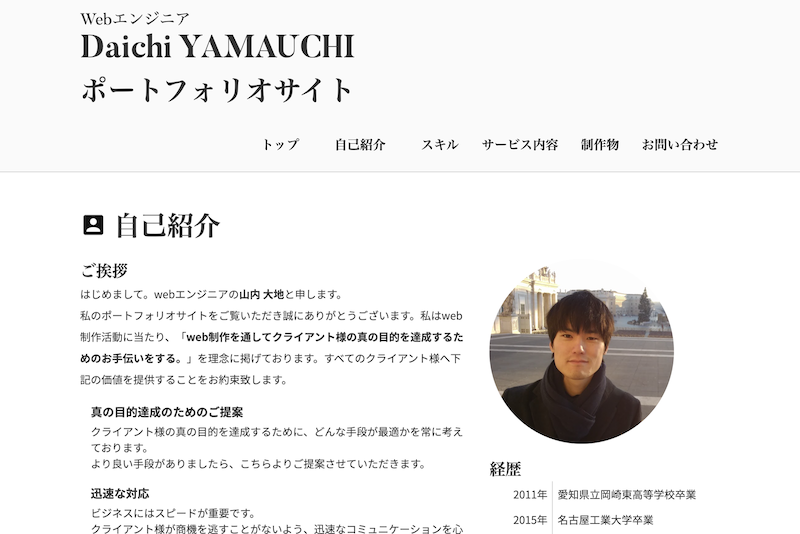 Webエンジニア
Daichi YAMAUCHI
ポートフォリオサイト
トップ 自己紹介 スキル サービス内容 制作物 お問い合わせ
自己紹介
ご挨拶
はじめまして。webエンジニアの山内 大地と申します。
私のポートフォリオサイトをご覧いただき誠にありがとうございます。私はweb
制作活動に当たり、「web制作を通してクライアント様の真の目的を達成するた
めのお手伝いをする。」を理念に掲げております。すべてのクライアント様へ下
記の価値を提供することをお約束致します。
真の目的達成のためのご提案
クライアント様の真の目的を達成するために、どんな手段が最適かを常に考え
ております。
より良い手段がありましたら、こちらよりご提案させていただきます。
迅速な対応
ビジネスにはスピードが重要です。
クライアント様が商機を逃すことがないよう、迅速なコミュニケーションを心
経歴
2011年 愛知県立岡崎東高等学校卒業
2015年 名古屋工業大学卒業